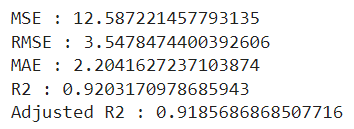 MSE : 12.587221457793135
RMSE : 3.5478474400392606
MAE : 2.2041627237103874
R2 : 0.9203170978685943
Adjusted R2 : 0.9185686868507716